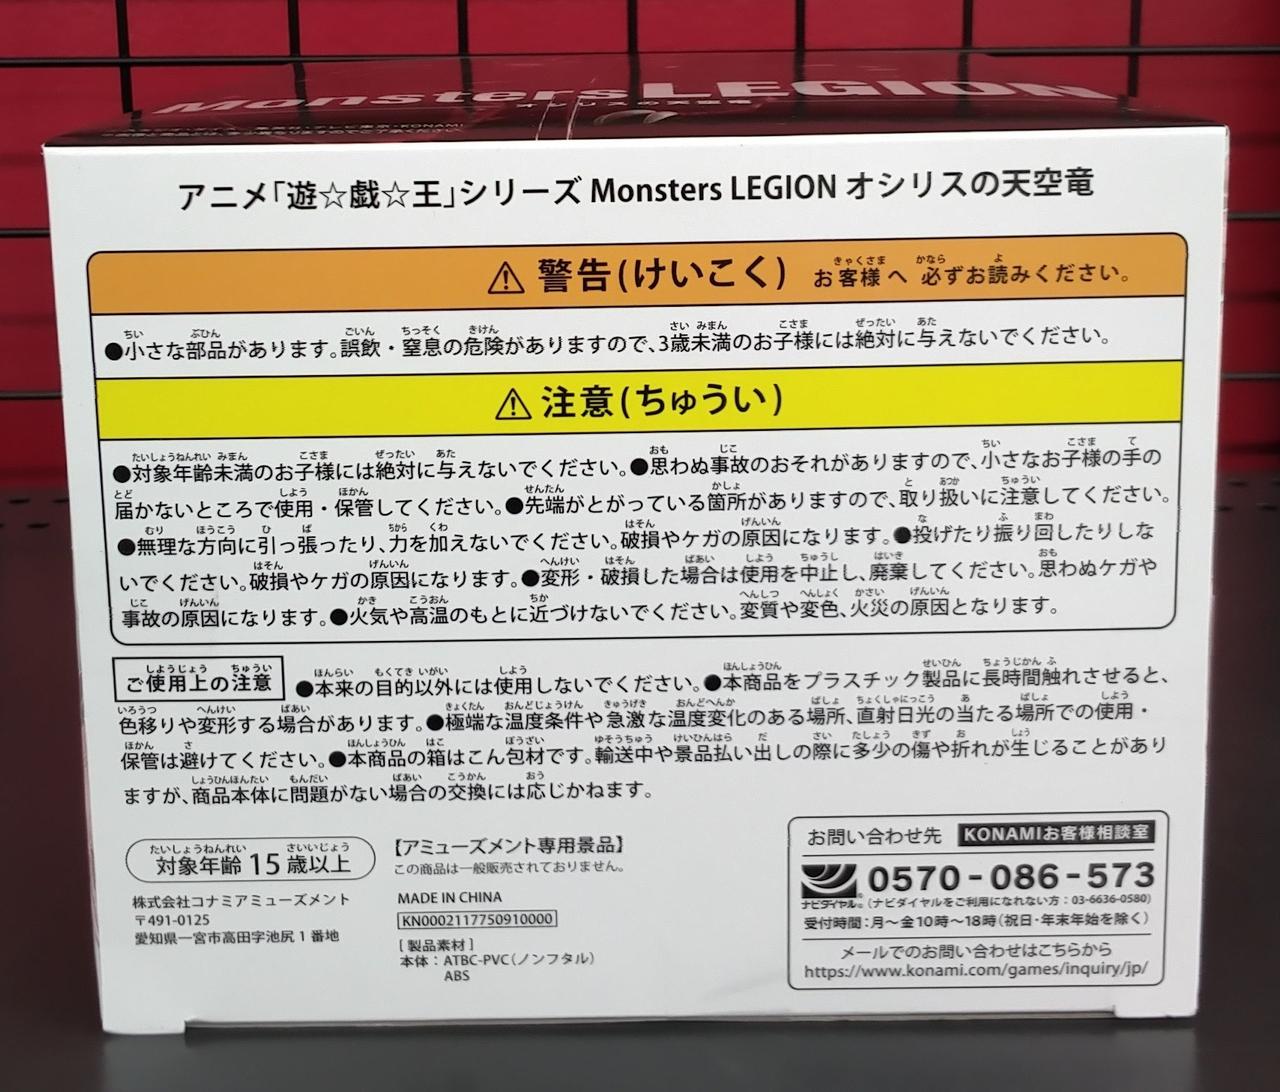 Monsters LEGION
オシリスの天空竜
アニメ「遊☆戯☆王」シリーズ Monsters LEGION オシリスの天空竜
⚠ 警告(けいこく) お客様へ 必ずお読みください。
●小さな部品があります。誤飲・窒息の危険がありますので、3歳未満のお子様には絶対に与えないでください。
⚠ 注意(ちゅうい)
●対象年齢未満のお子様には絶対に与えないでください。●思わぬ事故のおそれがありますので、小さなお子様の手の
届かないところで使用・保管してください。●先端がとがっている箇所がありますので、取り扱いに注意してください。
●無理な方向に引っ張ったり、力を加えないでください。破損やケガの原因になります。●投げたり振り回したりしな
いでください。破損やケガの原因になります。●変形・破損した場合は使用を中止し、廃棄してください。思わぬケガや
事故の原因になります。●火気や高温のもとに近づけないでください。変質や変色、火災の原因となります。
ご使用上の注意 ●本来の目的以外には使用しないでください。●本商品をプラスチック製品に長時間触れさせると、
色移りや変形する場合があります。●極端な温度条件や急激な温度変化のある場所、直射日光の当たる場所での使用・
保管は避けてください。●本商品の箱はこん包材です。輸送中や景品払い出しの際に多少の傷や折れが生じることがあり
ますが、商品本体に問題がない場合の交換には応じかねます。
対象年齢 15歳以上
株式会社コナミアミューズメント
〒491-0125
愛知県一宮市高田字池尻1番地
【アミューズメント専用景品】
この商品は一般販売されておりません。
MADE IN CHINA
KN0002117750910000
[製品素材]
本体:ATBC-PVC(ノンフタル)
ABS
お問い合わせ先 KONAMIお客様相談室
ナビダイヤル® 0570-086-573
(ナビダイヤルをご利用になれない方:03-6636-0580)
受付時間:月～金10時～18時(祝日・年末年始を除く)
メールでのお問い合わせはこちらから
https://www.konami.com/games/inquiry/jp/